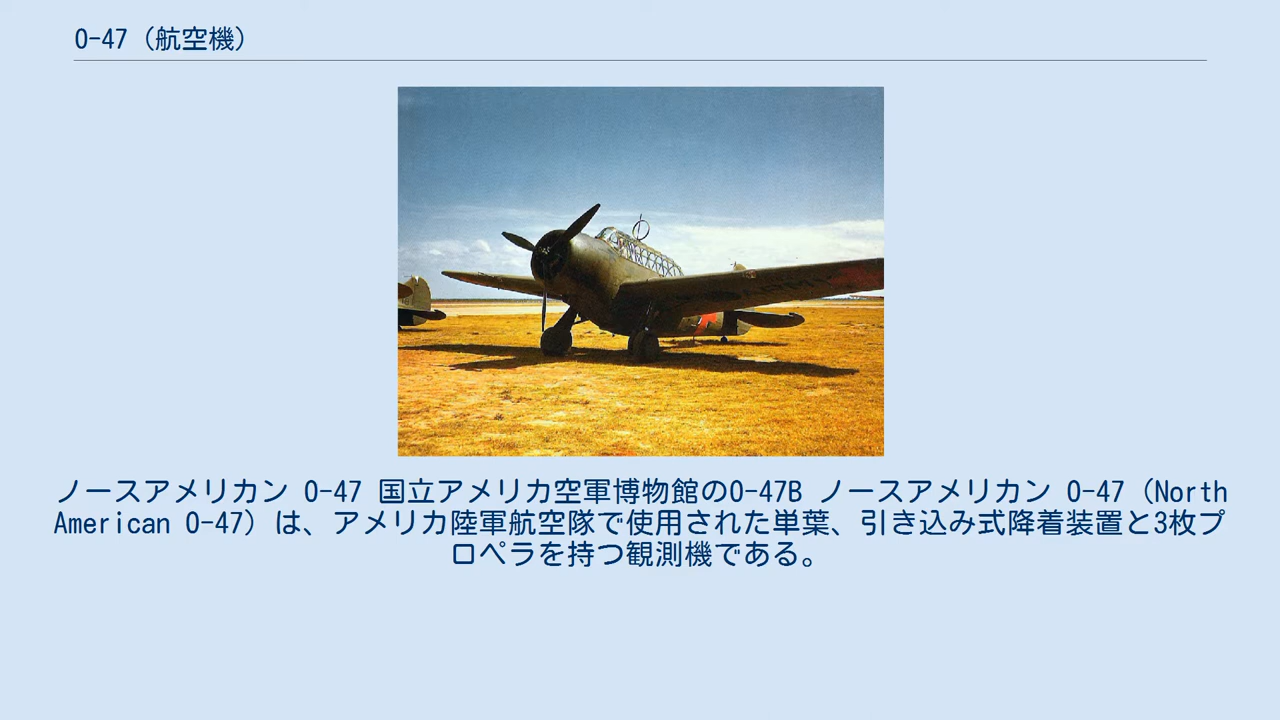 O-47（航空機）
ノースアメリカン O-47 国立アメリカ空軍博物館のO-47B ノースアメリカン O-47（North
American O-47）は、アメリカ陸軍航空隊で使用された単葉、引き込み式降着装置と3枚プ
ロペラを持つ観測機である。